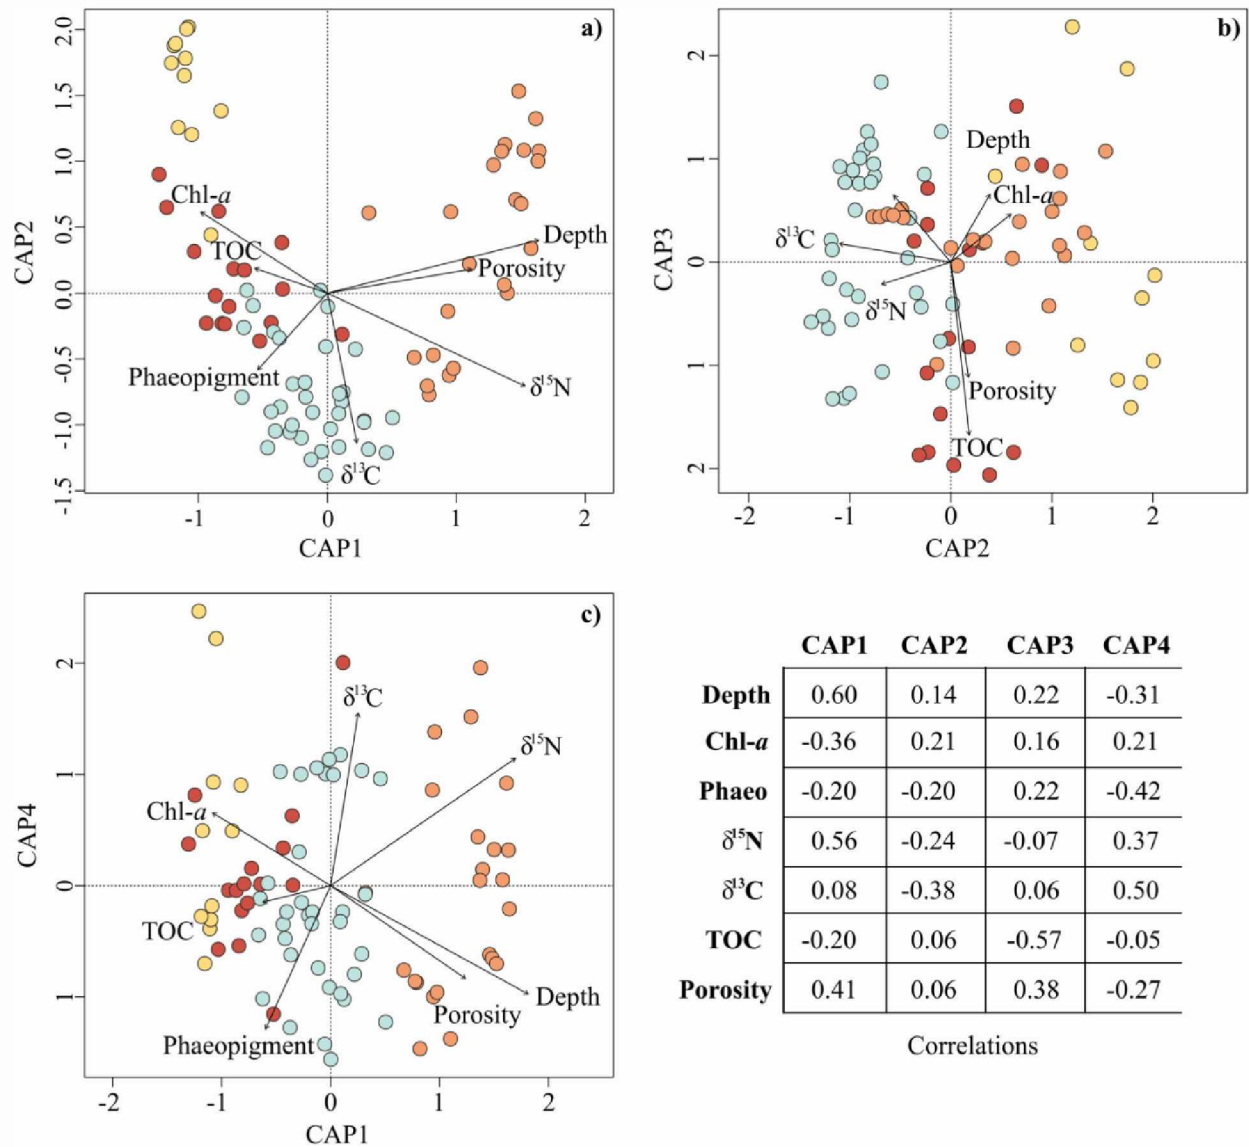 a)
2.0
1.5
1.0
0.5
0.0
-0.5
-1.0
-1.5
CAP2
Chl-a
TOC
Depth
Porosity
Phaeopigment
δ¹⁵N
δ¹³C
-1 0 1 2
CAP1
b)
2
1
0
1
2
CAP3
Depth
Chl-a
δ¹³C
δ¹⁵N
Porosity
TOC
-2 -1 0 1 2
CAP2
c)
2
1
0
1
CAP4
δ¹³C
δ¹⁵N
Chl-a
TOC
Depth
Porosity
Phaeopigment
-2 -1 0 1 2
CAP1
CAP1 CAP2 CAP3 CAP4
Depth 0.60 0.14 0.22 -0.31
Chl-a -0.36 0.21 0.16 0.21
Phaeo -0.20 -0.20 0.22 -0.42
δ¹⁵N 0.56 -0.24 -0.07 0.37
δ¹³C 0.08 -0.38 0.06 0.50
TOC -0.20 0.06 -0.57 -0.05
Porosity 0.41 0.06 0.38 -0.27
Correlations